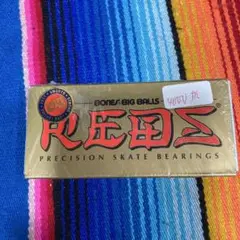 BONES BIG BALLS
REDS
PRECISION SKATE BEARINGS